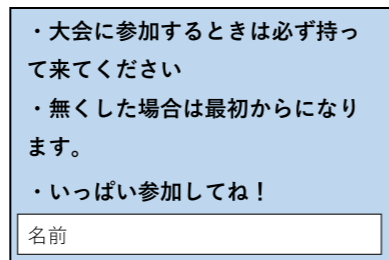 ・大会に参加するときは必ず持っ
て来てください
・無くした場合は最初からになり
ます。
・いっぱい参加してね！
名前